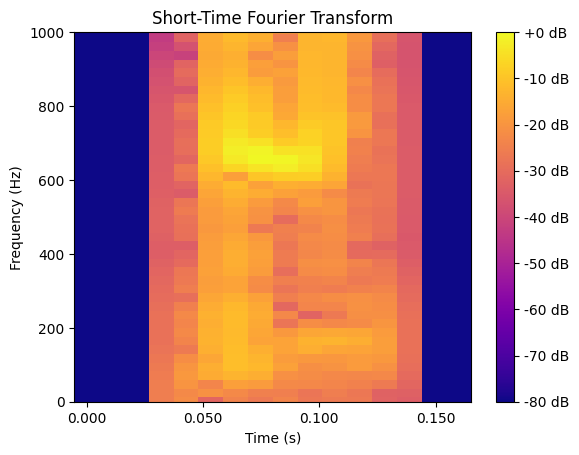 Short-Time Fourier Transform
1000
800
600
400
200
0
Frequency (Hz)
0.000
0.050
0.100
0.150
Time (s)
+0 dB
-10 dB
-20 dB
-30 dB
-40 dB
-50 dB
-60 dB
-70 dB
-80 dB